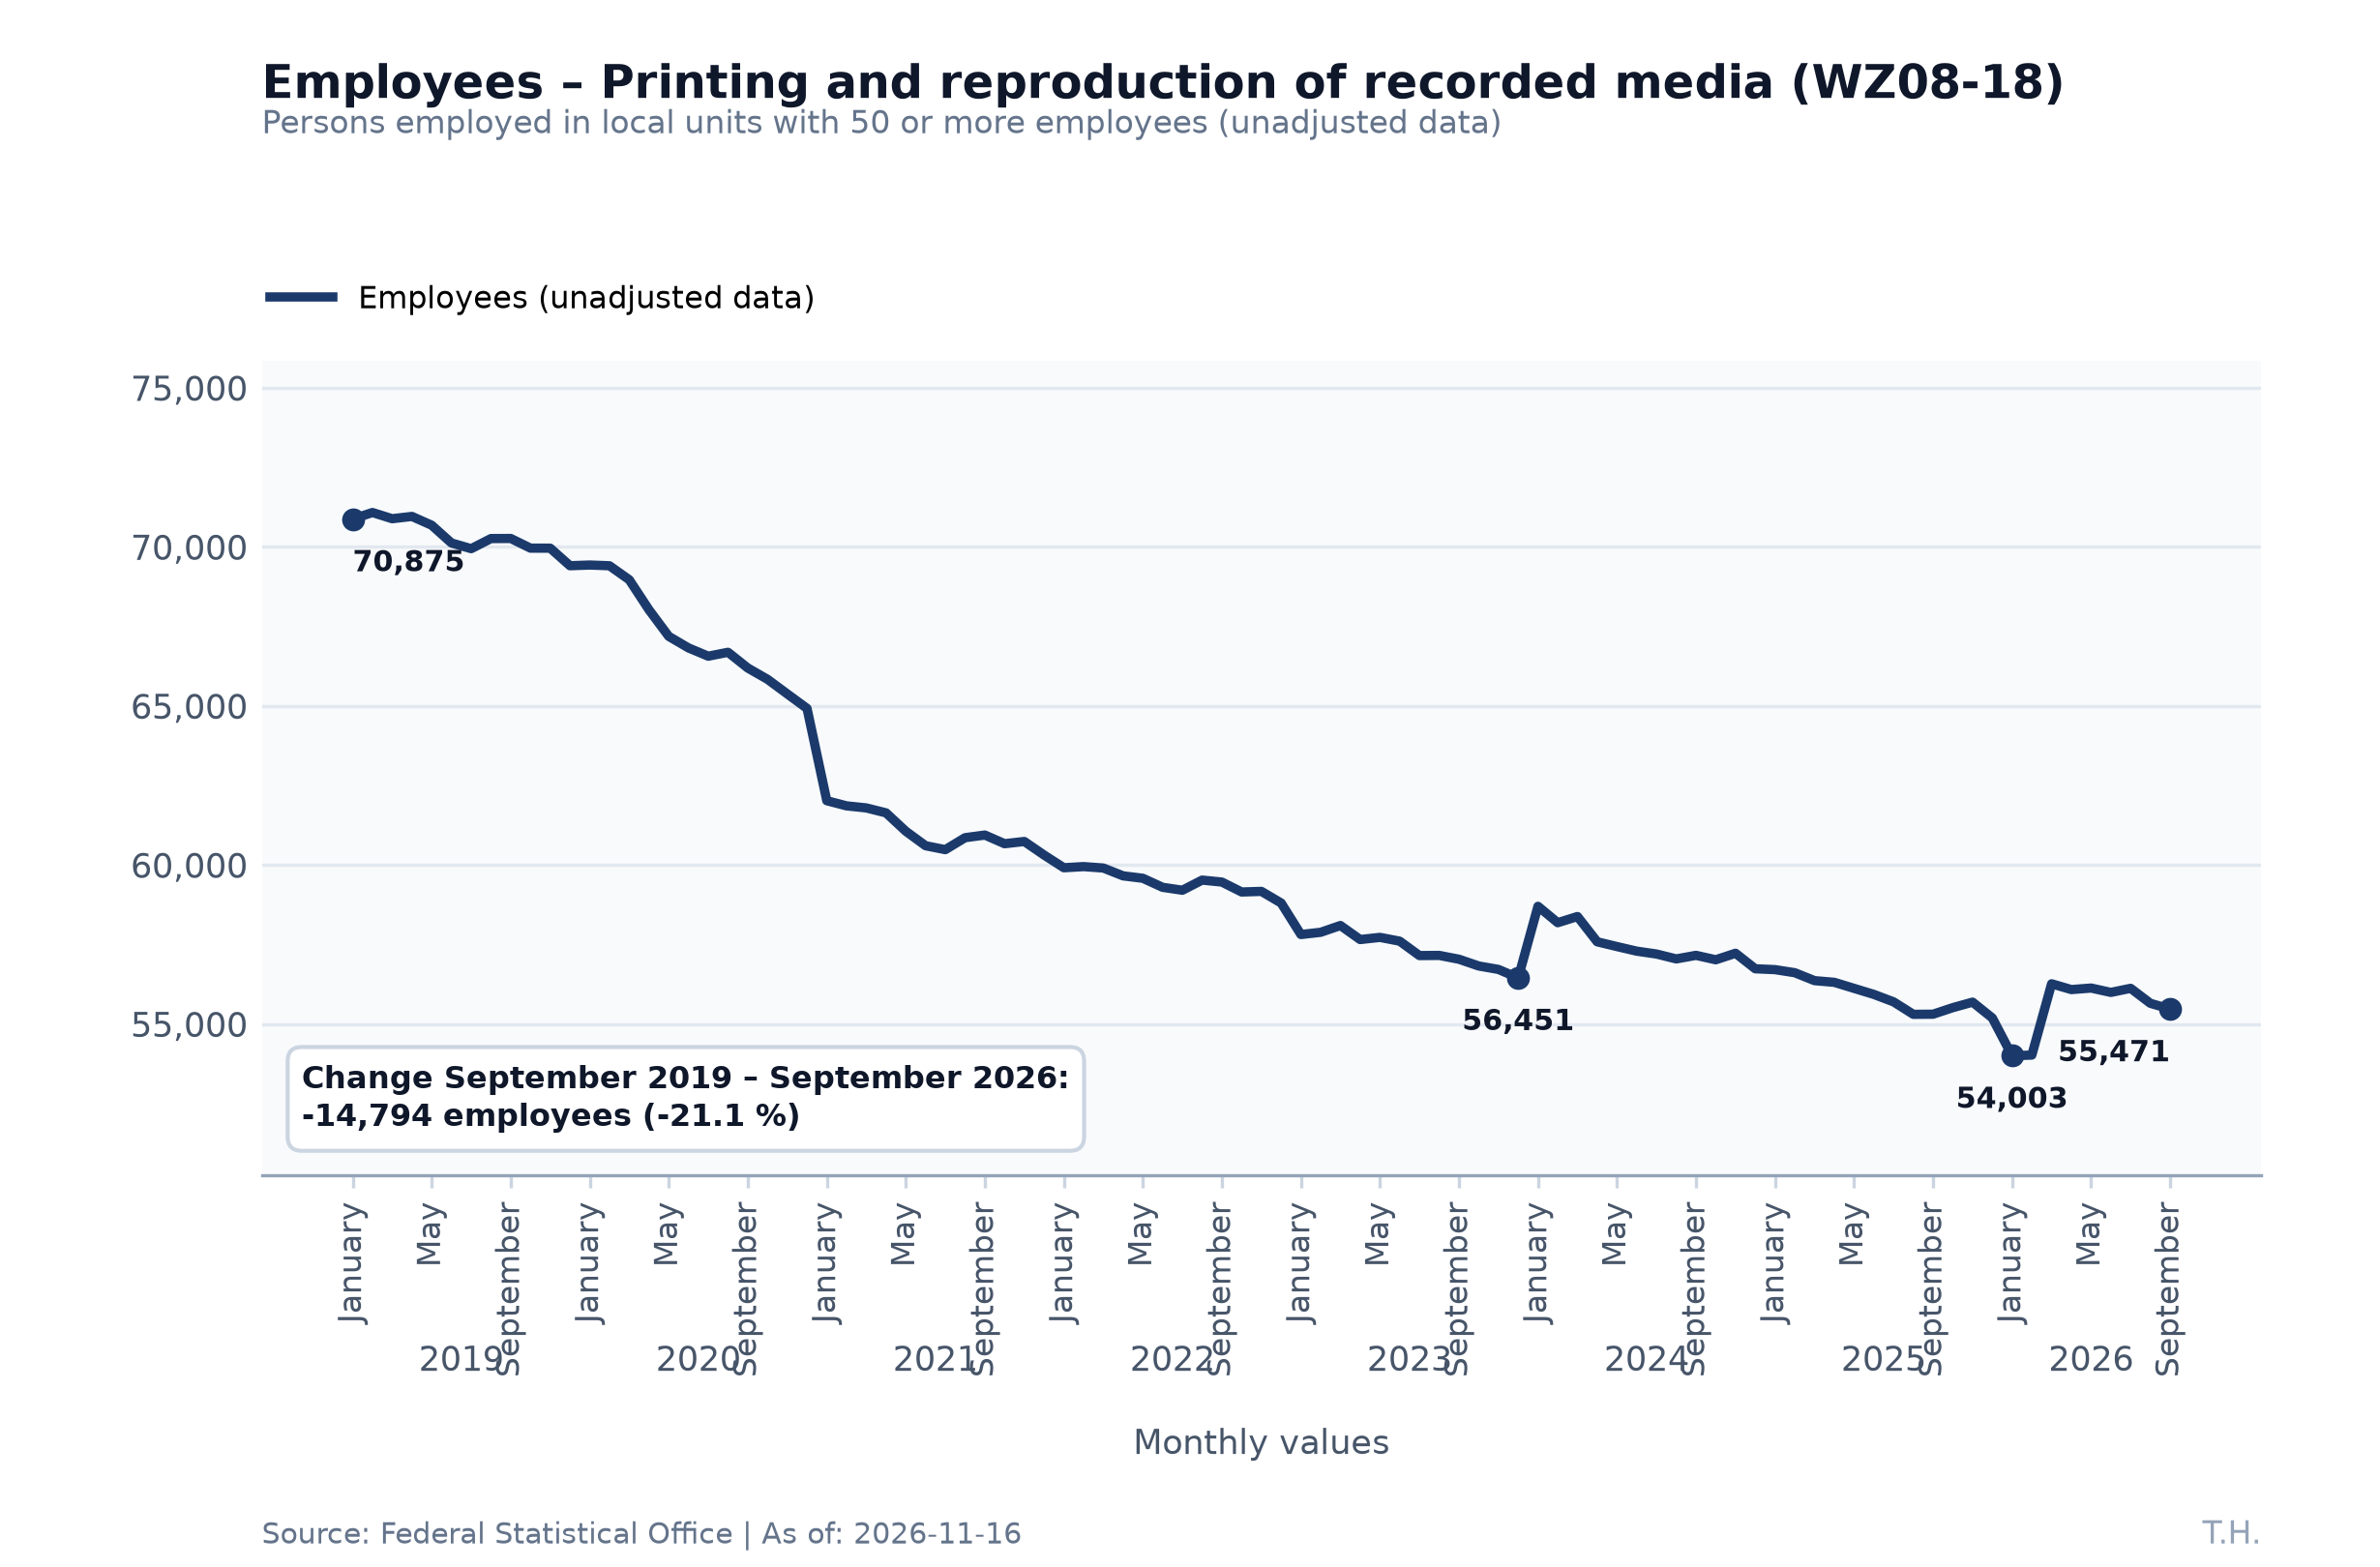 Employees – Printing and reproduction of recorded media (WZ08-18)
Persons employed in local units with 50 or more employees (unadjusted data)
Employees (unadjusted data)
75,000
70,000
65,000
60,000
55,000
70,875
56,451
55,471
54,003
Change September 2019 – September 2026:
-14,794 employees (-21.1 %)
January May September January May September January May September January May September January May September January May September January May September January May September
2019 2020 2021 2022 2023 2024 2025 2026
Monthly values
Source: Federal Statistical Office | As of: 2026-11-16
T.H.